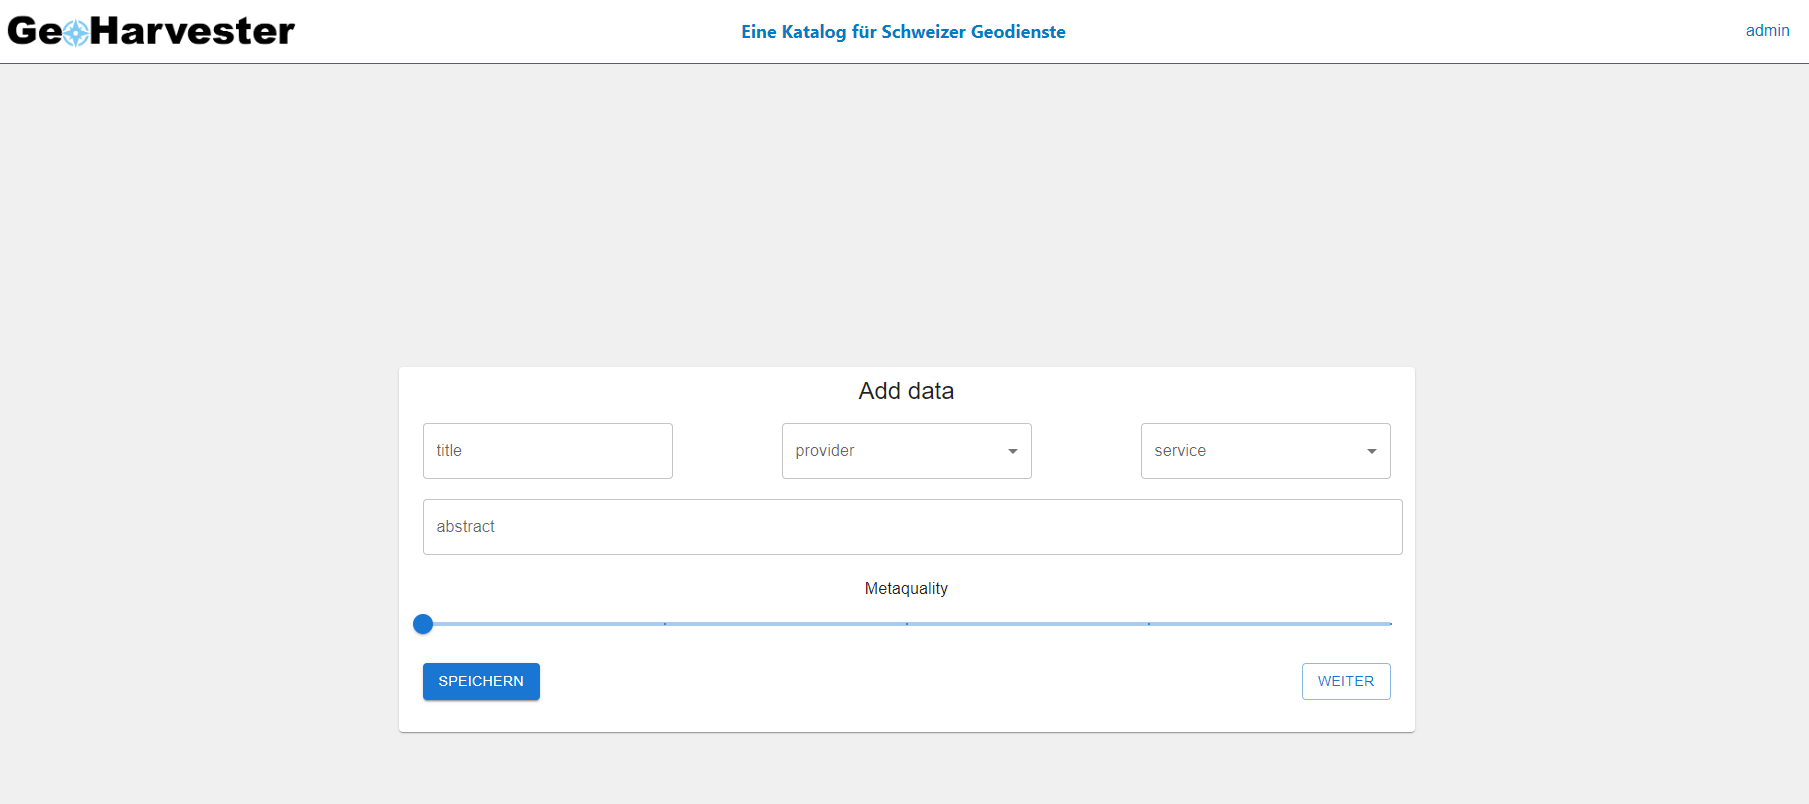 GeoHarvester
Eine Katalog für Schweizer Geodienste
admin
Add data
title
provider
service
abstract
Metaquality
SPEICHERN
WEITER